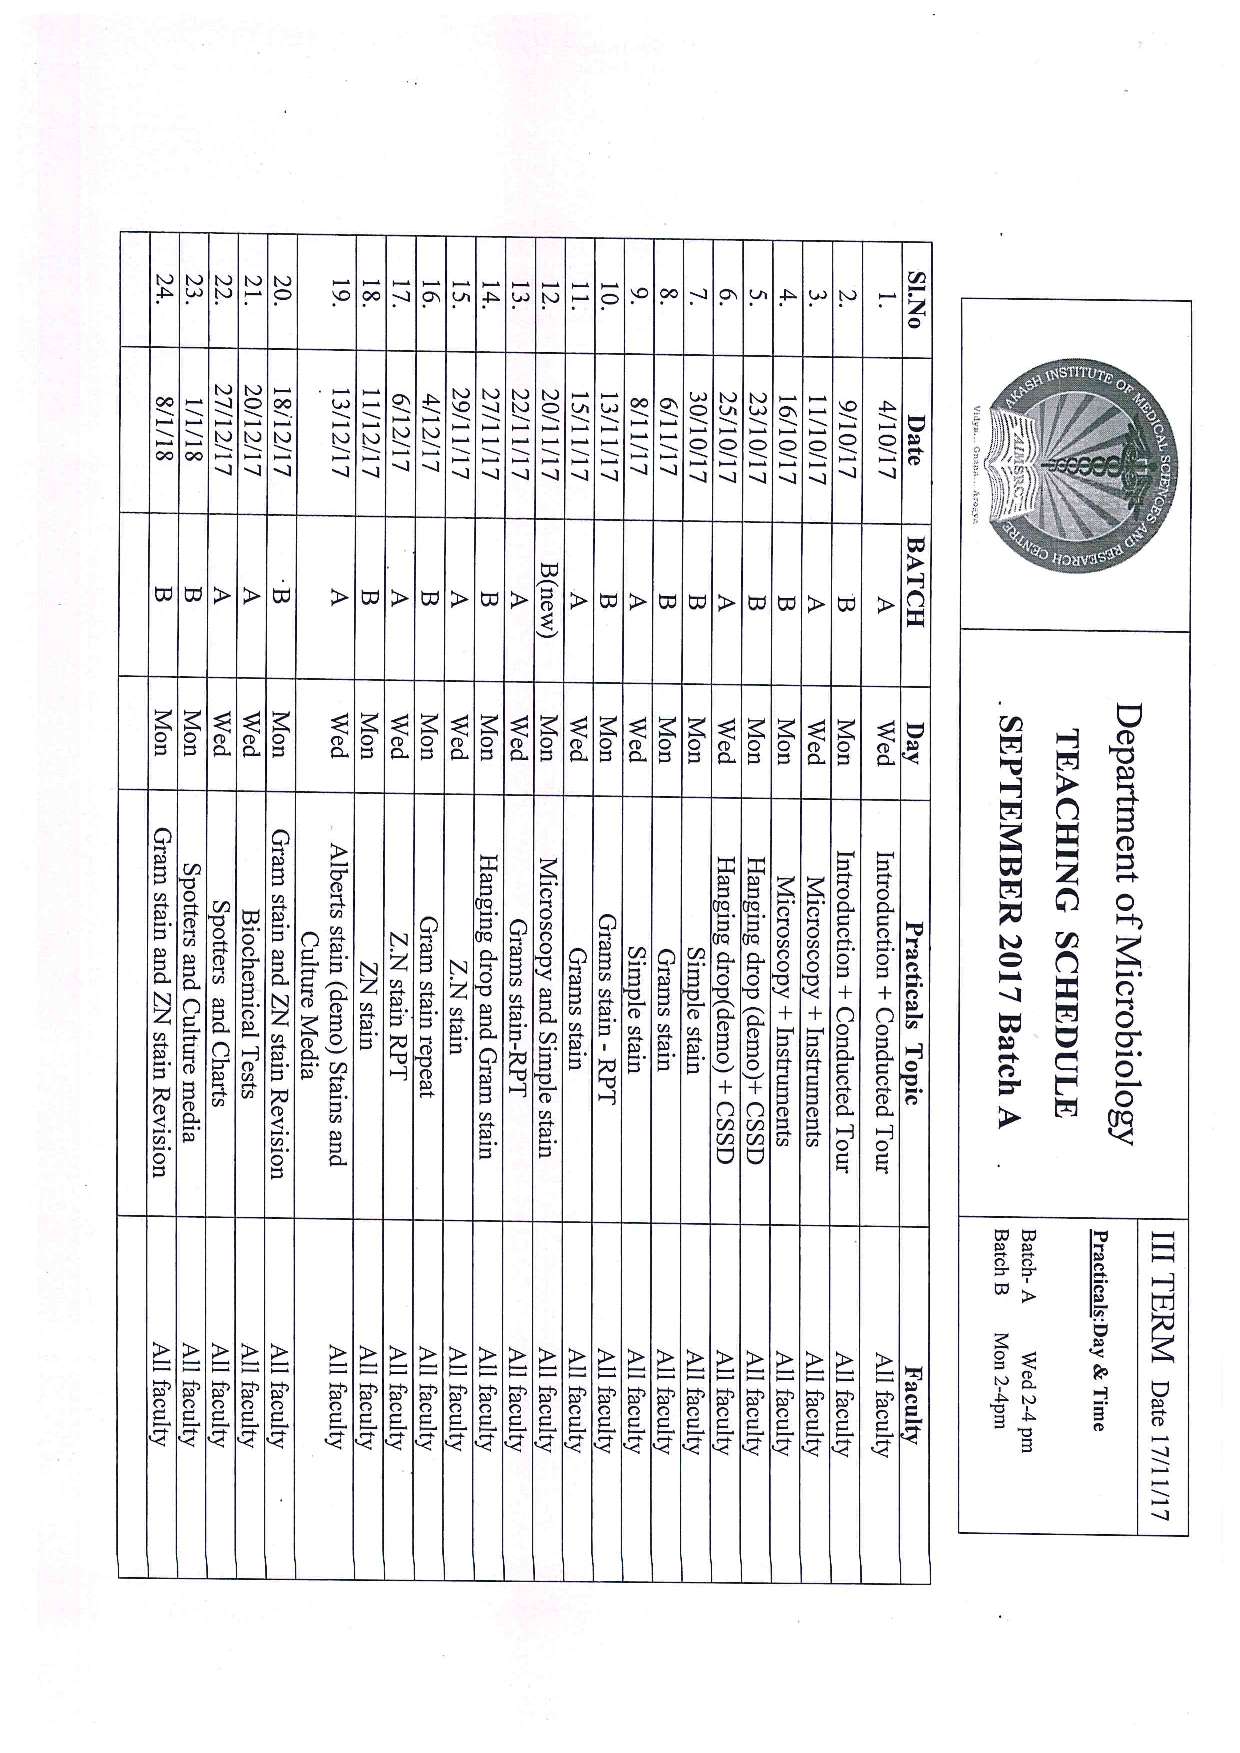 AKASH INSTITUTE OF MEDICAL SCIENCES AND RESEARCH CENTRE
AIMSRC
Vidya... Gnana... Arogya
Department of Microbiology
TEACHING SCHEDULE
SEPTEMBER 2017 Batch A
III TERM Date 17/11/17
Practicals:Day & Time
Batch- A Wed 2-4 pm
Batch B Mon 2-4pm
Sl.No Date BATCH Day Practicals Topic Faculty
1. 4/10/17 A Wed Introduction + Conducted Tour All faculty
2. 9/10/17 B Mon Introduction + Conducted Tour All faculty
3. 11/10/17 A Wed Microscopy + Instruments All faculty
4. 16/10/17 B Mon Microscopy + Instruments All faculty
5. 23/10/17 B Mon Hanging drop (demo)+ CSSD All faculty
6. 25/10/17 A Wed Hanging drop(demo) + CSSD All faculty
7. 30/10/17 B Mon Simple stain All faculty
8. 6/11/17 B Mon Grams stain All faculty
9. 8/11/17 A Wed Simple stain All faculty
10. 13/11/17 B Mon Grams stain - RPT All faculty
11. 15/11/17 A Wed Grams stain All faculty
12. 20/11/17 B(new) Mon Microscopy and Simple stain All faculty
13. 22/11/17 A Wed Grams stain-RPT All faculty
14. 27/11/17 B Mon Hanging drop and Gram stain All faculty
15. 29/11/17 A Wed Z.N stain All faculty
16. 4/12/17 B Mon Gram stain repeat All faculty
17. 6/12/17 A Wed Z.N stain RPT All faculty
18. 11/12/17 B Mon ZN stain All faculty
19. 13/12/17 A Wed Alberts stain (demo) Stains and All faculty
Culture Media
20. 18/12/17 B Mon Gram stain and ZN stain Revision All faculty
21. 20/12/17 A Wed Biochemical Tests All faculty
22. 27/12/17 A Wed Spotters and Charts All faculty
23. 1/1/18 B Mon Spotters and Culture media All faculty
24. 8/1/18 B Mon Gram stain and ZN stain Revision All faculty